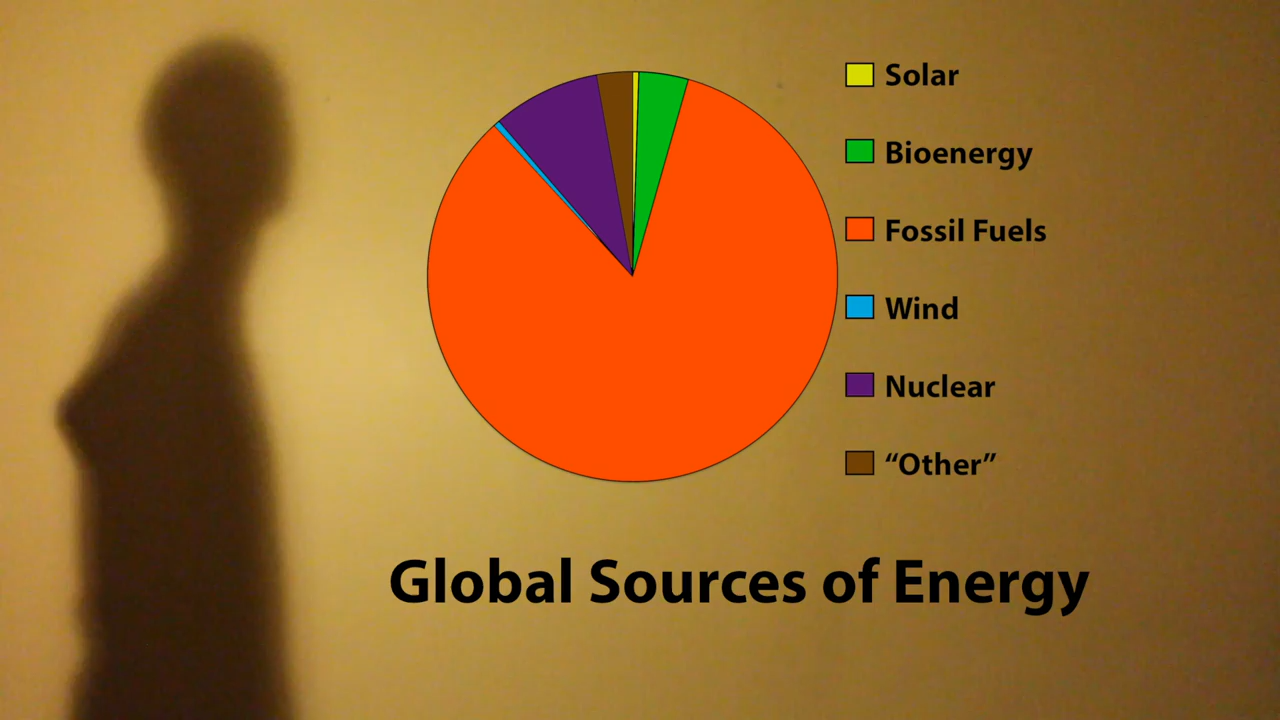 Solar
Bioenergy
Fossil Fuels
Wind
Nuclear
“Other”
Global Sources of Energy